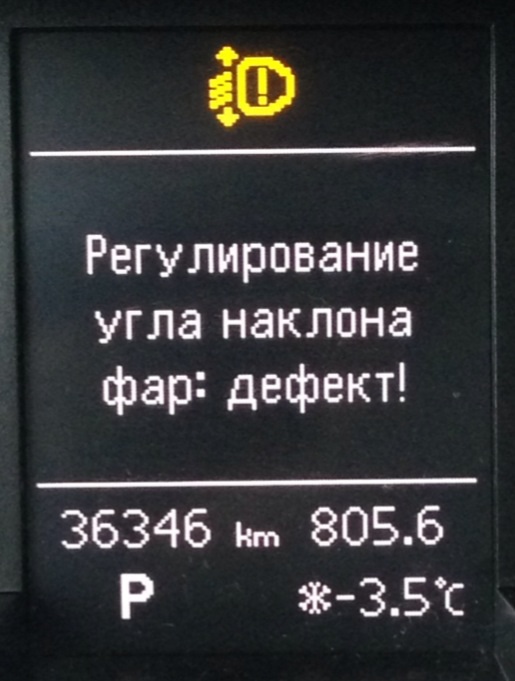 Регулирование
угла наклона
фар: дефект!
36346 km 805.6
P *-3.5°C